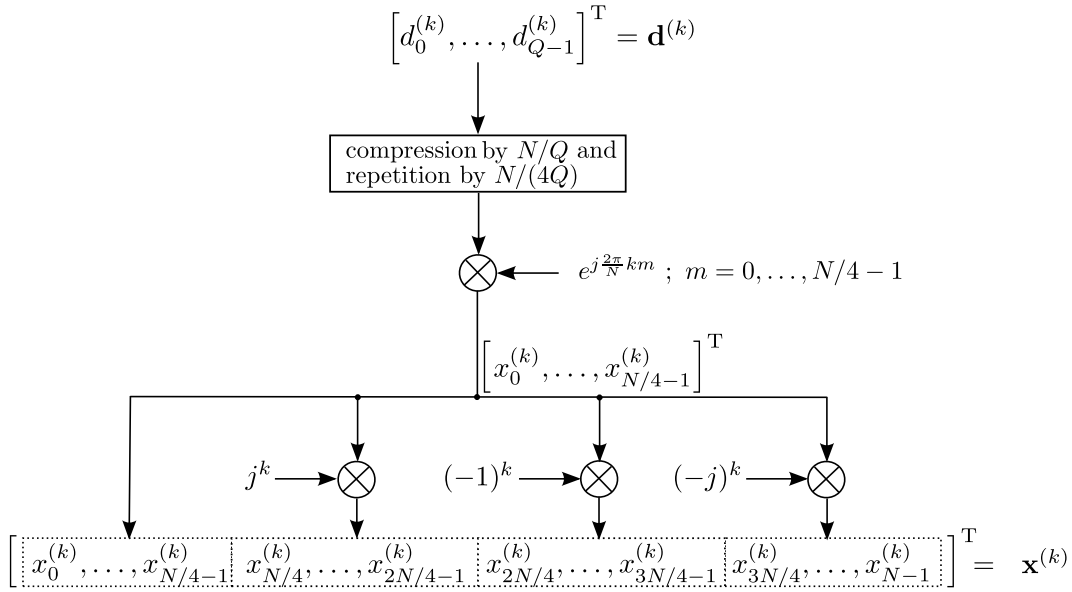 [d_0^{(k)}, …, d_{Q−1}^{(k)}]^T = d^{(k)}
compression by N/Q and
repetition by N/(4Q)
e^{j\frac{2π}{N}km} ; m = 0, …, N/4 − 1
[x_0^{(k)}, …, x_{N/4−1}^{(k)}]^T
j^k (−1)^k (−j)^k
[x_0^{(k)}, …, x_{N/4−1}^{(k)} x_{N/4}^{(k)}, …, x_{2N/4−1}^{(k)} x_{2N/4}^{(k)}, …, x_{3N/4−1}^{(k)} x_{3N/4}^{(k)}, …, x_{N−1}^{(k)}]^T = x^{(k)}